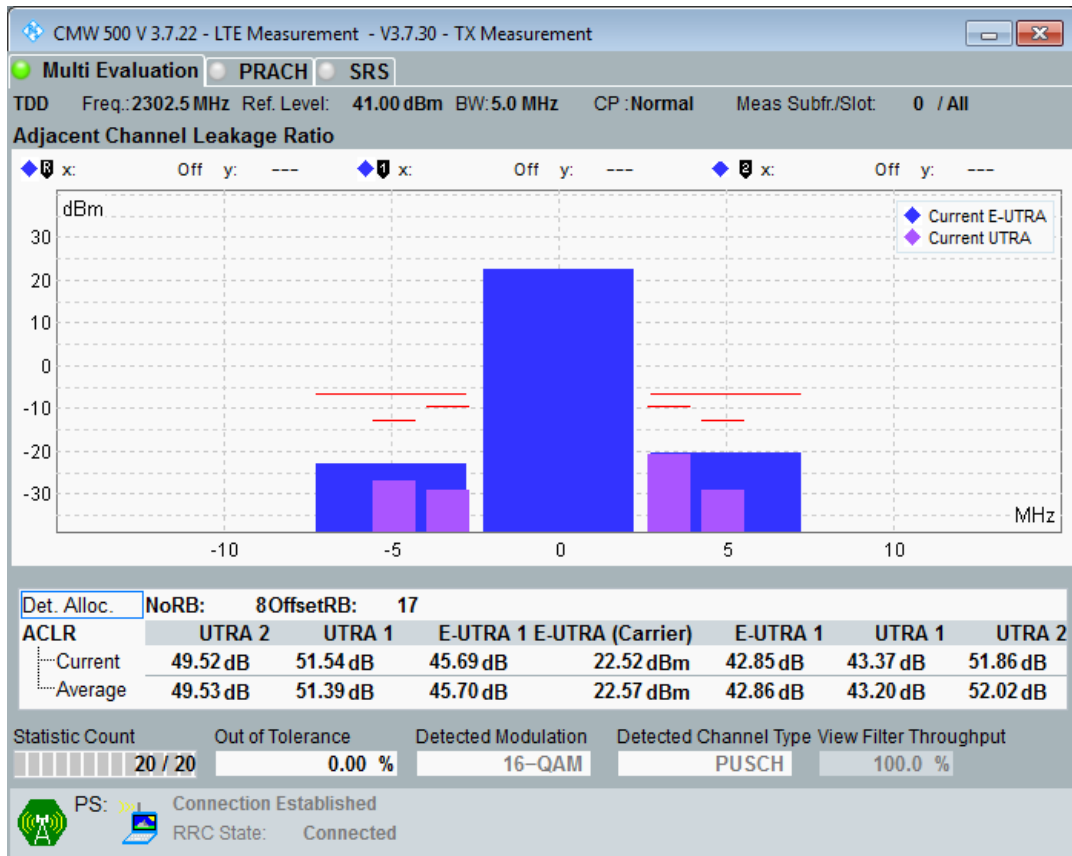 CMW 500 V 3.7.22 - LTE Measurement - V3.7.30 - TX Measurement
Multi Evaluation PRACH SRS
TDD Freq.:2302.5 MHz Ref. Level: 41.00 dBm BW:5.0 MHz CP :Normal Meas Subfr./Slot: 0 / All
Adjacent Channel Leakage Ratio
R x: Off y: --- 1 x: Off y: --- 2 x: Off y: ---
dBm
Current E-UTRA
Current UTRA
30
20
10
0
-10
-20
-30
MHz
-10 -5 0 5 10
Det. Alloc. NoRB: 8 OffsetRB: 17
ACLR UTRA 2 UTRA 1 E-UTRA 1 E-UTRA (Carrier) E-UTRA 1 UTRA 1 UTRA 2
Current 49.52 dB 51.54 dB 45.69 dB 22.52 dBm 42.85 dB 43.37 dB 51.86 dB
Average 49.53 dB 51.39 dB 45.70 dB 22.57 dBm 42.86 dB 43.20 dB 52.02 dB
Statistic Count Out of Tolerance Detected Modulation Detected Channel Type View Filter Throughput
20 / 20 0.00 % 16-QAM PUSCH 100.0 %
PS: Connection Established
RRC State: Connected